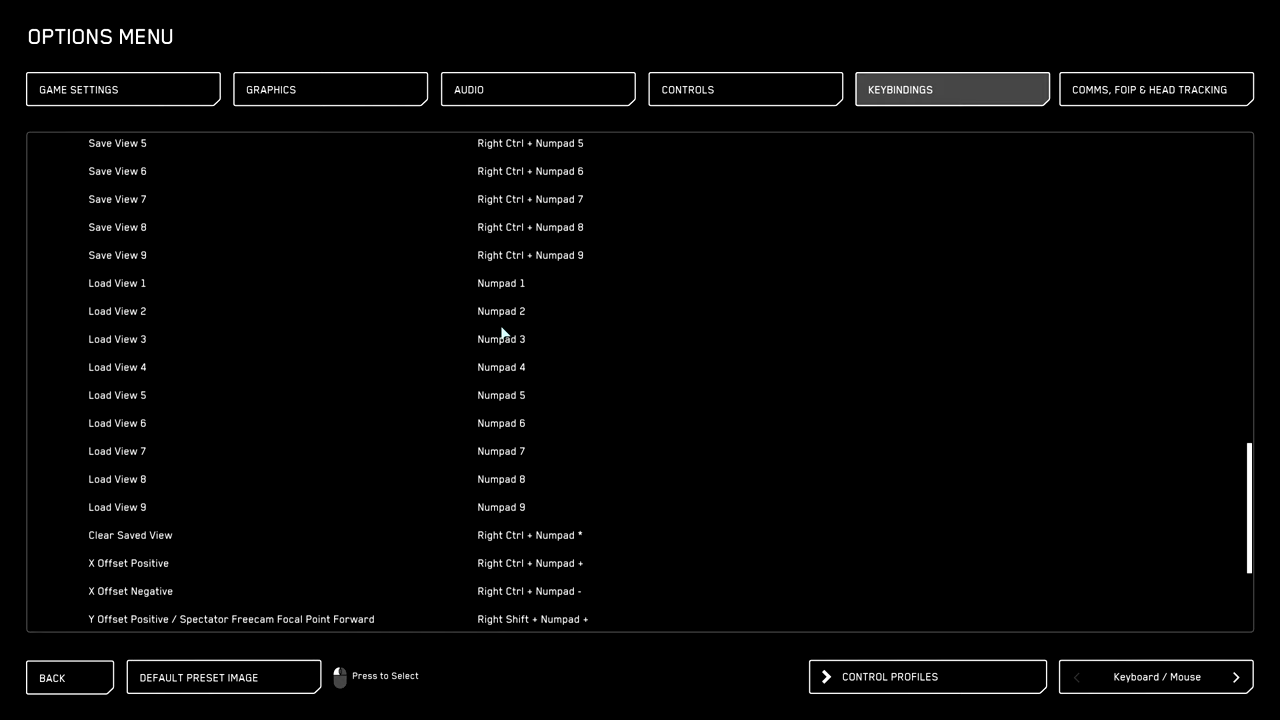 OPTIONS MENU
GAME SETTINGS GRAPHICS AUDIO CONTROLS KEYBINDINGS COMMS, FOIP & HEAD TRACKING
Save View 5 Right Ctrl + Numpad 5
Save View 6 Right Ctrl + Numpad 6
Save View 7 Right Ctrl + Numpad 7
Save View 8 Right Ctrl + Numpad 8
Save View 9 Right Ctrl + Numpad 9
Load View 1 Numpad 1
Load View 2 Numpad 2
Load View 3 Numpad 3
Load View 4 Numpad 4
Load View 5 Numpad 5
Load View 6 Numpad 6
Load View 7 Numpad 7
Load View 8 Numpad 8
Load View 9 Numpad 9
Clear Saved View Right Ctrl + Numpad *
X Offset Positive Right Ctrl + Numpad +
X Offset Negative Right Ctrl + Numpad -
Y Offset Positive / Spectator Freecam Focal Point Forward Right Shift + Numpad +
BACK DEFAULT PRESET IMAGE Press to Select CONTROL PROFILES Keyboard / Mouse